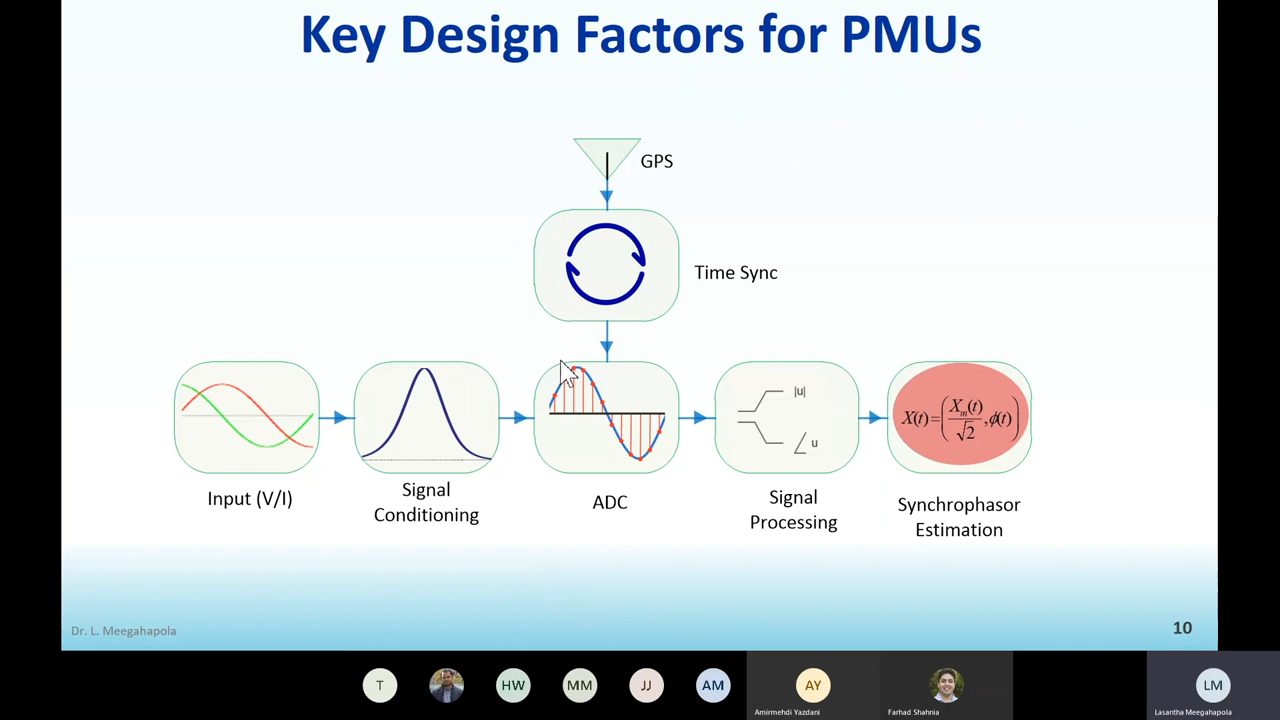 Key Design Factors for PMUs
GPS
Time Sync
|u|
∠ u
X(t)=(Xm(t)/√2,ϕ(t))
Input (V/I)
Signal
Conditioning
ADC
Signal
Processing
Synchrophasor
Estimation
Dr. L. Meegahapola
10
T
HW
MM
JJ
AM
AY
Amirmehdi Yazdani
Farhad Shahnia
LM
Lasantha Meegahapola